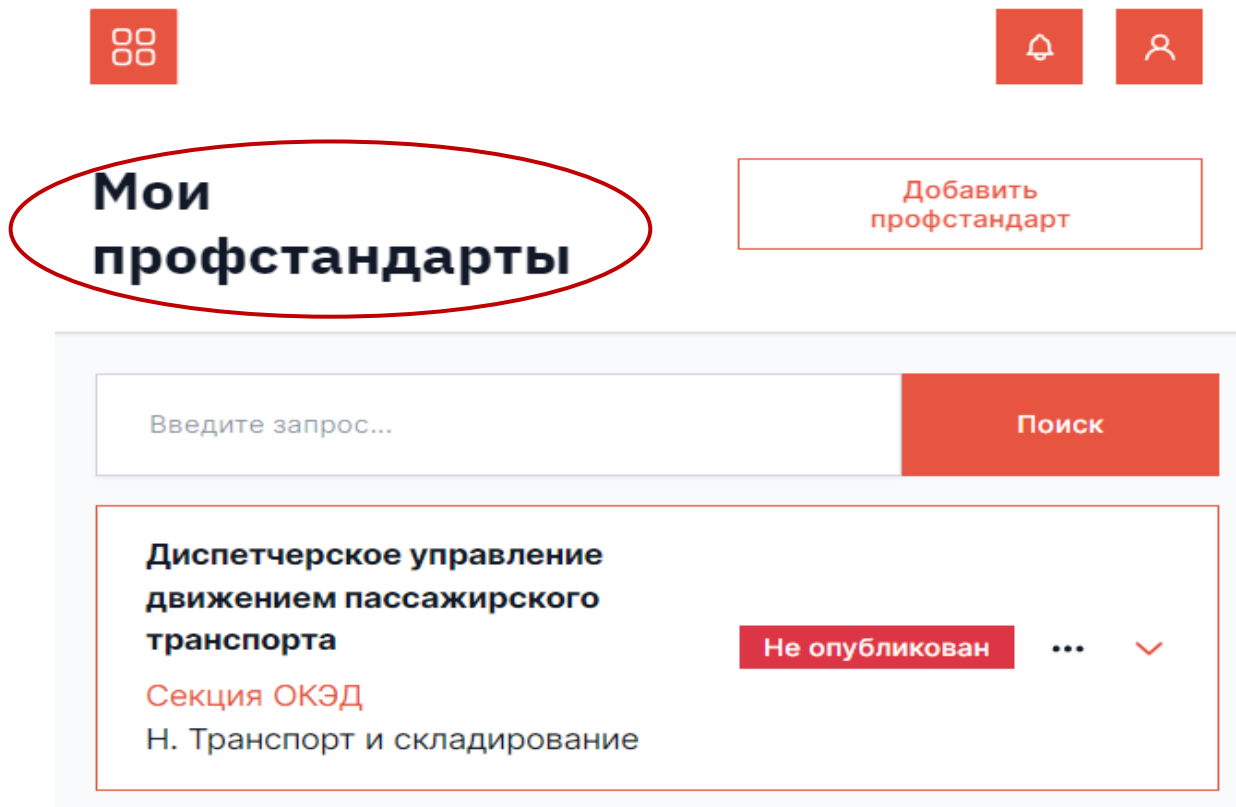 Мои
профстандарты
Добавить
профстандарт
Введите запрос...
Поиск
Диспетчерское управление
движением пассажирского
транспорта
Не опубликован
Секция ОКЭД
Н. Транспорт и складирование